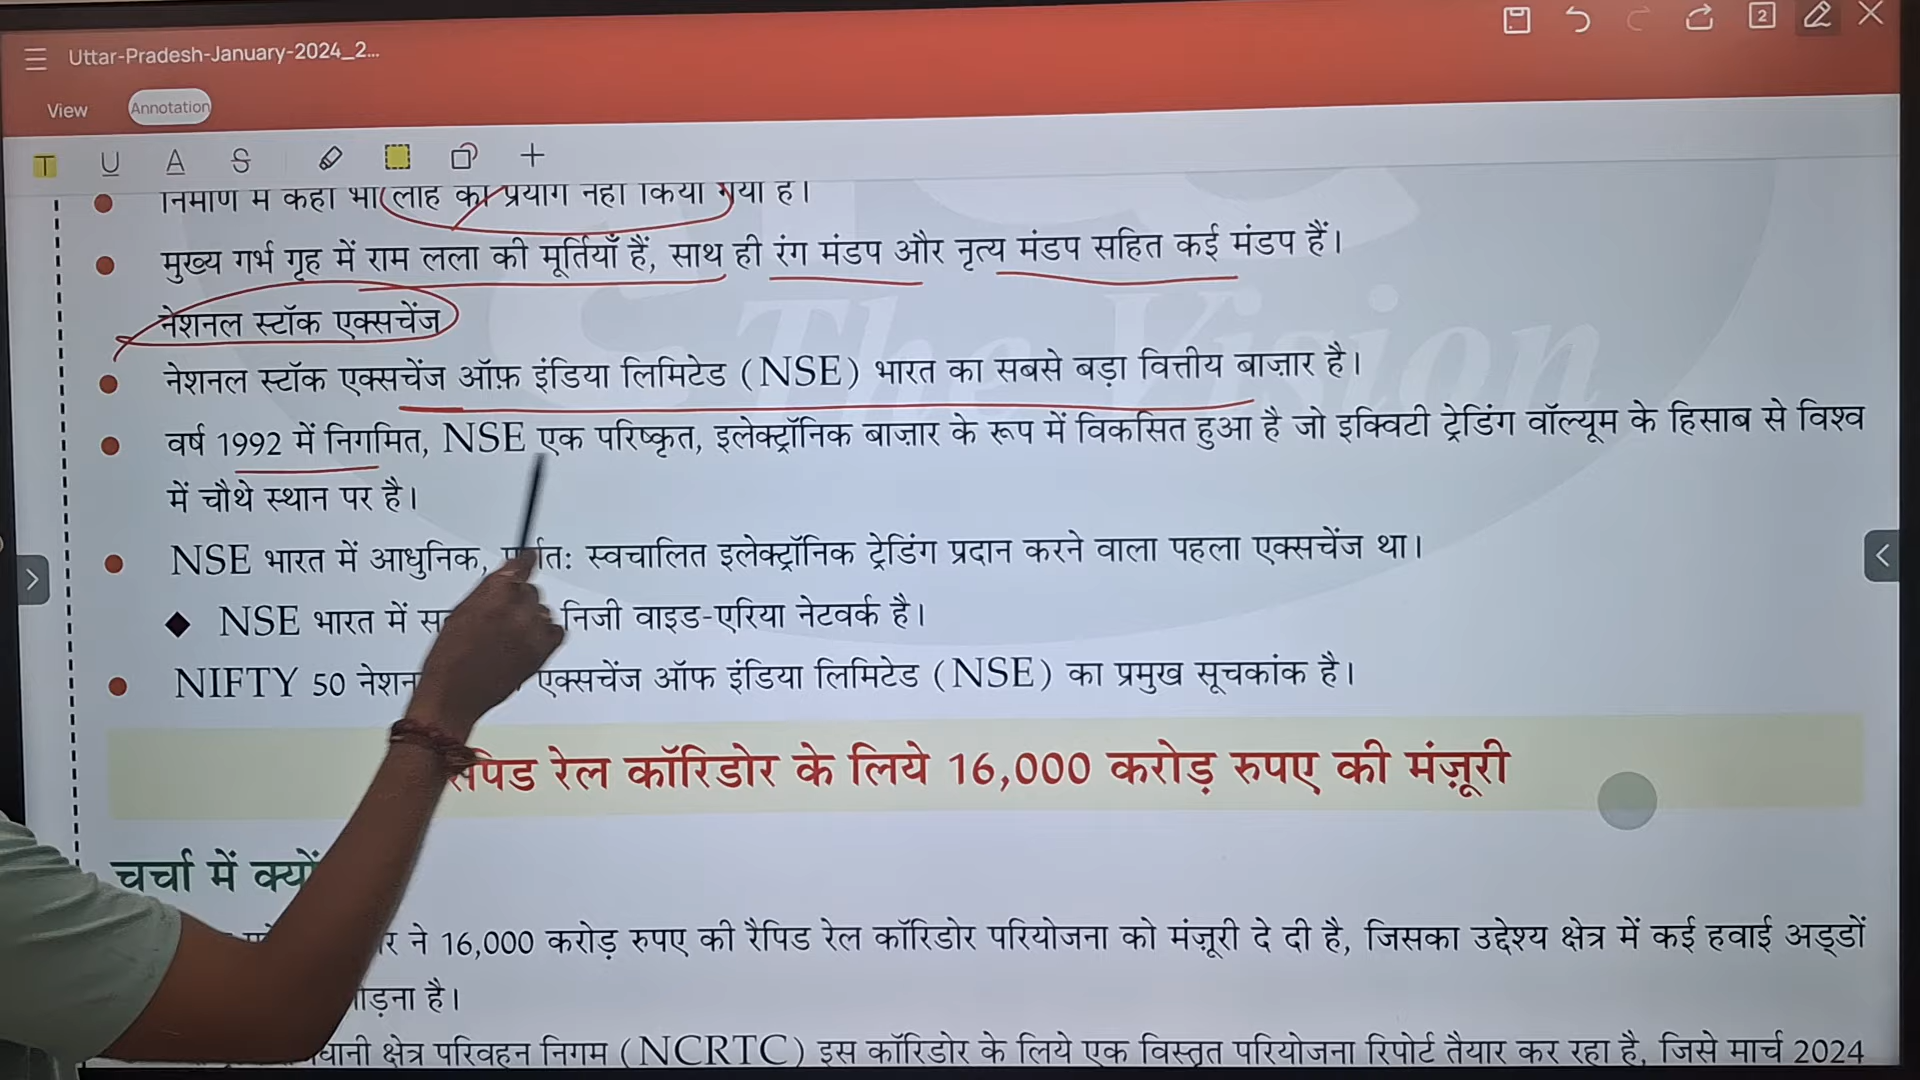 Uttar-Pradesh-January-2024_2...
2
View
Annotation
T U A S
निर्माण में कहीं भी लोहे का प्रयोग नहीं किया गया है।
मुख्य गर्भ गृह में राम लला की मूर्तियाँ हैं, साथ ही रंग मंडप और नृत्य मंडप सहित कई मंडप हैं।
नेशनल स्टॉक एक्सचेंज
नेशनल स्टॉक एक्सचेंज ऑफ़ इंडिया लिमिटेड (NSE) भारत का सबसे बड़ा वित्तीय बाज़ार है।
The Vision
वर्ष 1992 में निगमित, NSE एक परिष्कृत, इलेक्ट्रॉनिक बाज़ार के रूप में विकसित हुआ है जो इक्विटी ट्रेडिंग वॉल्यूम के हिसाब से विश्व
में चौथे स्थान पर है।
NSE भारत में आधुनिक, स्वचालित इलेक्ट्रॉनिक ट्रेडिंग प्रदान करने वाला पहला एक्सचेंज था।
NSE भारत में निजी वाइड-एरिया नेटवर्क है।
NIFTY 50 एक्सचेंज ऑफ इंडिया लिमिटेड (NSE) का प्रमुख सूचकांक है।
रेल कॉरिडोर के लिये 16,000 करोड़ रुपए की मंज़ूरी
चर्चा में
ने 16,000 करोड़ रुपए की रैपिड रेल कॉरिडोर परियोजना को मंज़ूरी दे दी है, जिसका उद्देश्य क्षेत्र में कई हवाई अड्डों
है।
क्षेत्र परिवहन निगम (NCRTC) इस कॉरिडोर के लिये एक विस्तृत परियोजना रिपोर्ट तैयार कर रहा है, जिसे मार्च 2024